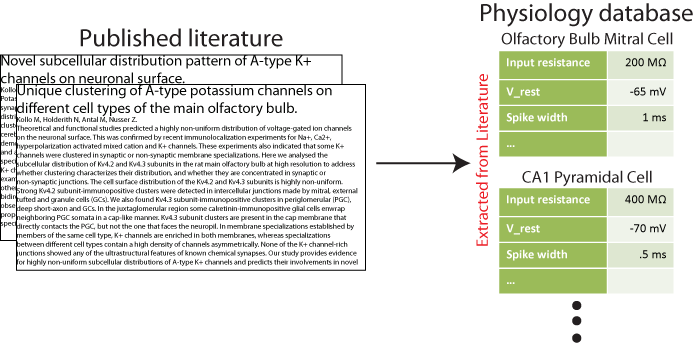 Published literature
Novel subcellular distribution pattern of A-type K+
channels on neuronal surface.
Unique clustering of A-type potassium channels on
different cell types of the main olfactory bulb.
Kollo M, Holderith N, Antal M, Nusser Z.
Theoretical and functional studies predicted a highly non-uniform distribution of voltage-gated ion channels
on the neuronal surface. This was confirmed by recent immunolocalization experiments for Na+, Ca2+,
hyperpolarization activated mixed cation and K+ channels. These experiments also indicated that some K+
channels were clustered in synaptic or non-synaptic membrane specializations. Here we analysed the
subcellular distribution of Kv4.2 and Kv4.3 subunits in the rat main olfactory bulb at high resolution to address
whether clustering characterizes their distribution, and whether they are concentrated in synaptic or
non-synaptic junctions. The cell surface distribution of the Kv4.2 and Kv4.3 subunits is highly non-uniform.
Strong Kv4.2 subunit-immunopositive clusters were detected in intercellular junctions made by mitral, external
tufted and granule cells (GCs). We also found Kv4.3 subunit-immunopositive clusters in periglomerular (PGC),
deep short-axon and GCs. In the juxtaglomerular region some calretinin-immunopositive glial cells enwrap
neighboring PGC somata in a cap-like manner. Kv4.3 subunit clusters are present in the cap membrane that
directly contacts the PGC, but not the one that faces the neuropil. In membrane specializations established by
members of the same cell type, K+ channels are enriched in both membranes, whereas specializations
between different cell types contain a high density of channels asymmetrically. None of the K+ channel-rich
junctions showed any of the ultrastructural features of known chemical synapses. Our study provides evidence
for highly non-uniform subcellular distributions of A-type K+ channels and predicts their involvements in novel
Extracted from Literature
Physiology database
Olfactory Bulb Mitral Cell
Input resistance 200 MΩ
V_rest -65 mV
Spike width 1 ms
...
CA1 Pyramidal Cell
Input resistance 400 MΩ
V_rest -70 mV
Spike width .5 ms
...